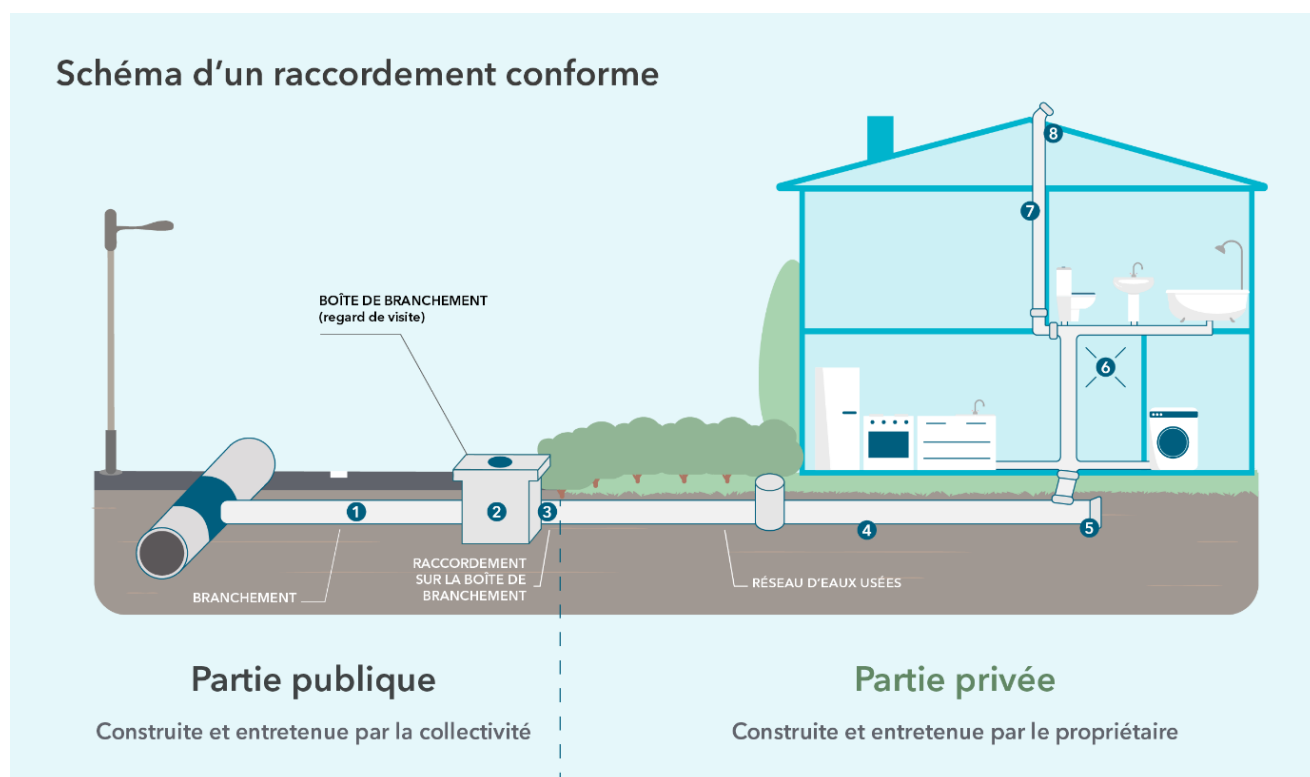 Schéma d'un raccordement conforme
8
7
BOÎTE DE BRANCHEMENT
(regard de visite)
6
1
2
3
4
5
BRANCHEMENT
RACCORDEMENT
SUR LA BOÎTE DE
BRANCHEMENT
RÉSEAU D'EAUX USÉES
Partie publique
Construite et entretenue par la collectivité
Partie privée
Construite et entretenue par le propriétaire